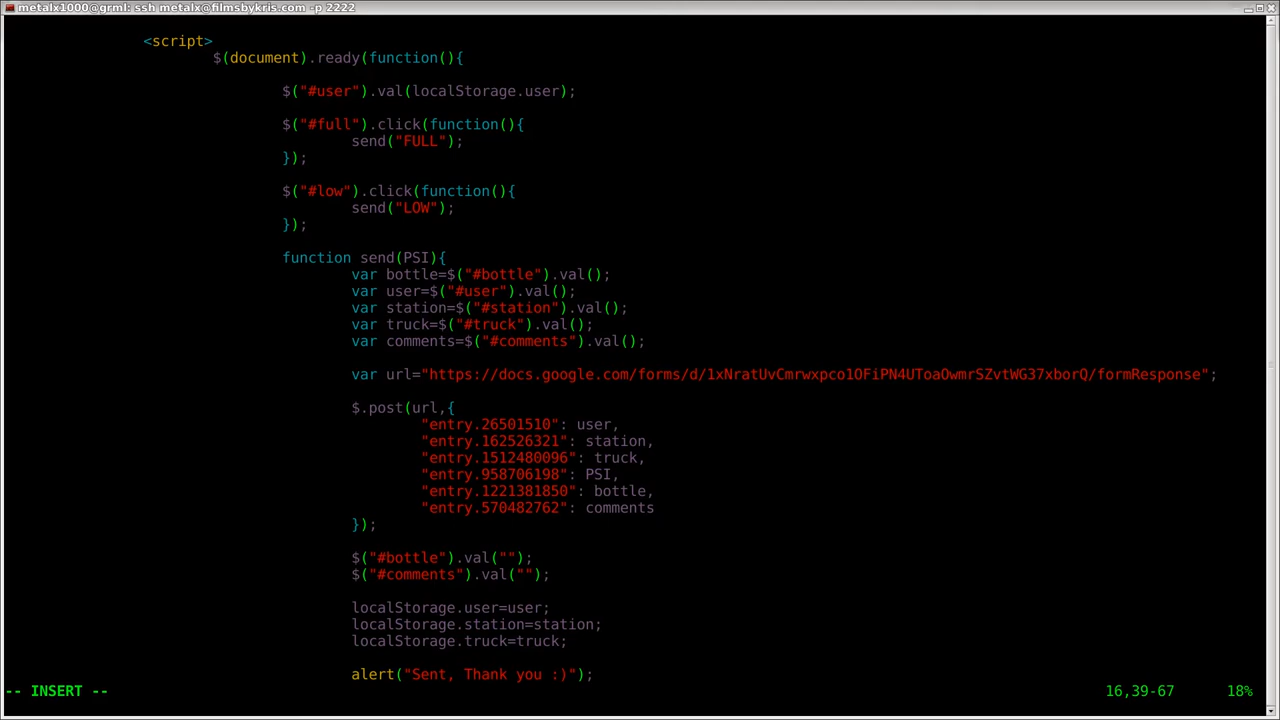 metalx1000@grml: ssh metalx@filmsbykris.com -p 2222
<script>
$(document).ready(function(){
$("#user").val(localStorage.user);
$("#full").click(function(){
send("FULL");
});
$("#low").click(function(){
send("LOW");
});
function send(PSI){
var bottle=$("#bottle").val();
var user=$("#user").val();
var station=$("#station").val();
var truck=$("#truck").val();
var comments=$("#comments").val();
var url="https://docs.google.com/forms/d/1xNratUvCmrwxpco1OFiPN4UToaOwmrSZvtWG37xborQ/formResponse";
$.post(url,{
"entry.26501510": user,
"entry.162526321": station,
"entry.1512480096": truck,
"entry.958706198": PSI,
"entry.1221381850": bottle,
"entry.570482762": comments
});
$("#bottle").val("");
$("#comments").val("");
localStorage.user=user;
localStorage.station=station;
localStorage.truck=truck;
alert("Sent, Thank you :)");
-- INSERT -- 16,39-67 18%